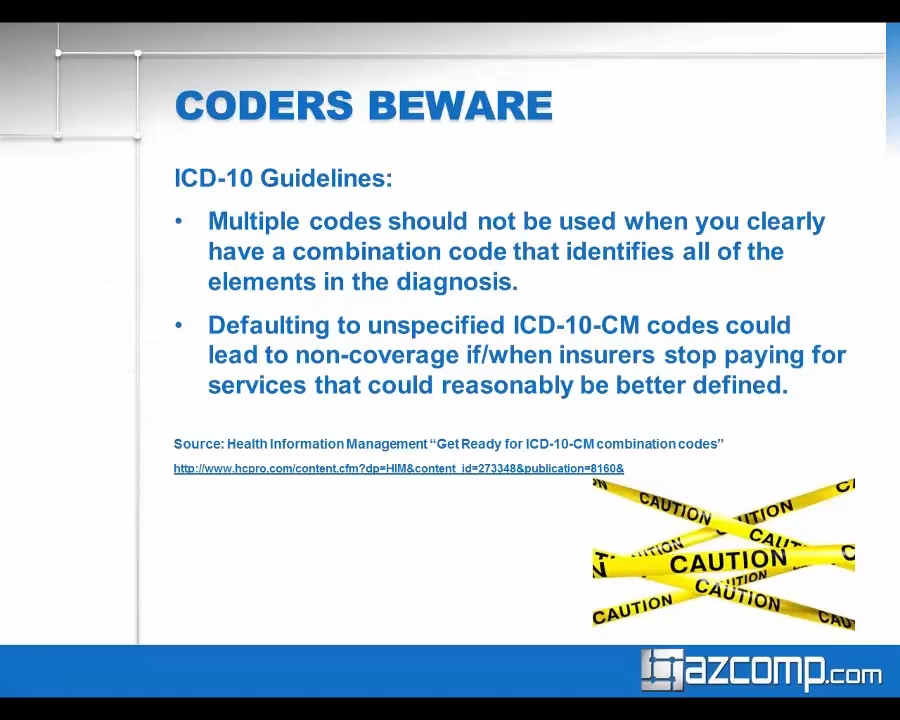 CODERS BEWARE
ICD-10 Guidelines:
• Multiple codes should not be used when you clearly
have a combination code that identifies all of the
elements in the diagnosis.
• Defaulting to unspecified ICD-10-CM codes could
lead to non-coverage if/when insurers stop paying for
services that could reasonably be better defined.
Source: Health Information Management “Get Ready for ICD-10-CM combination codes”
http://www.hcpro.com/content.cfm?dp=HIM&content_id=273348&publication=8160&
CAUTION
CAUTION
CAUTION
CAUTION
azcomp.com